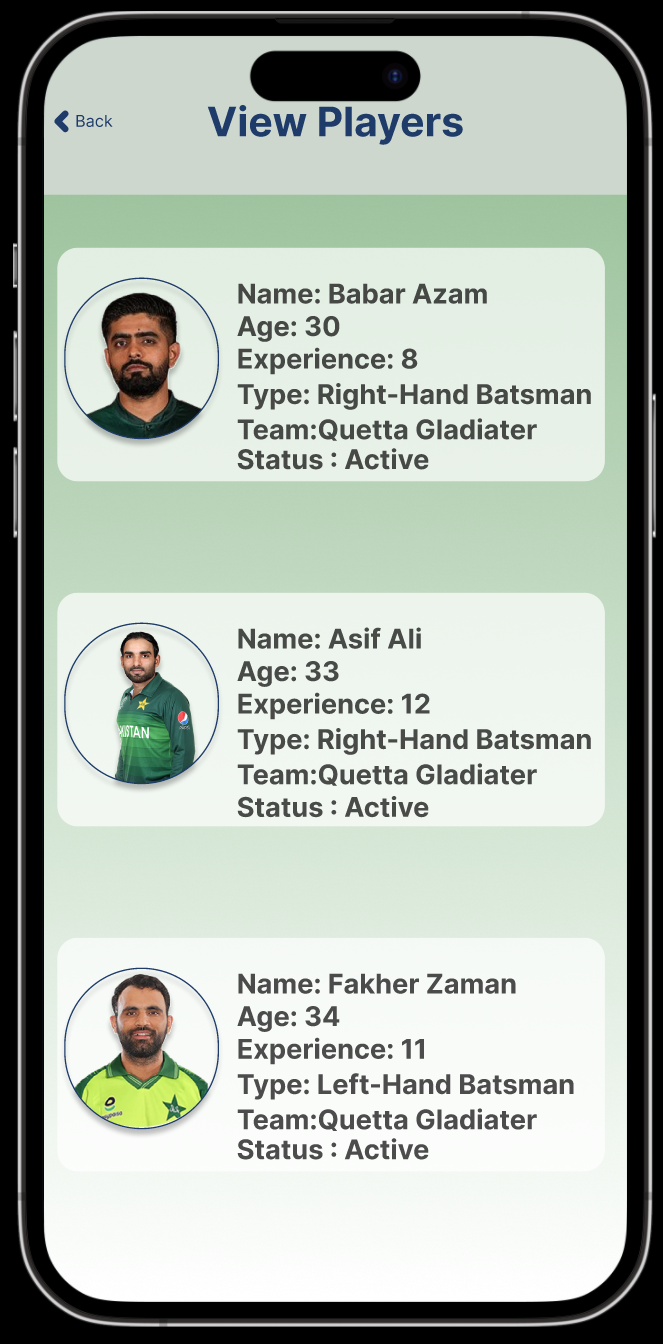 Back
View Players
Name: Babar Azam
Age: 30
Experience: 8
Type: Right-Hand Batsman
Team:Quetta Gladiater
Status : Active
Name: Asif Ali
Age: 33
Experience: 12
Type: Right-Hand Batsman
Team:Quetta Gladiater
Status : Active
Name: Fakher Zaman
Age: 34
Experience: 11
Type: Left-Hand Batsman
Team:Quetta Gladiater
Status : Active